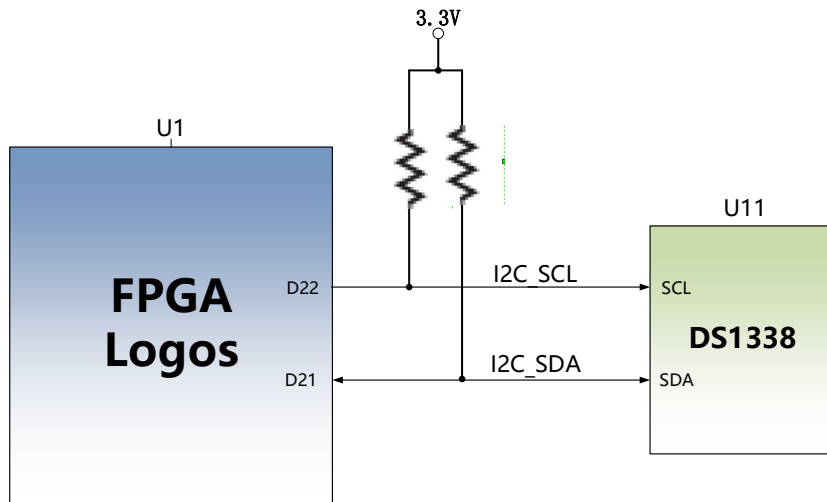 3.3V
U1
U11
FPGA
Logos
D22
I2C_SCL
SCL
DS1338
D21
I2C_SDA
SDA